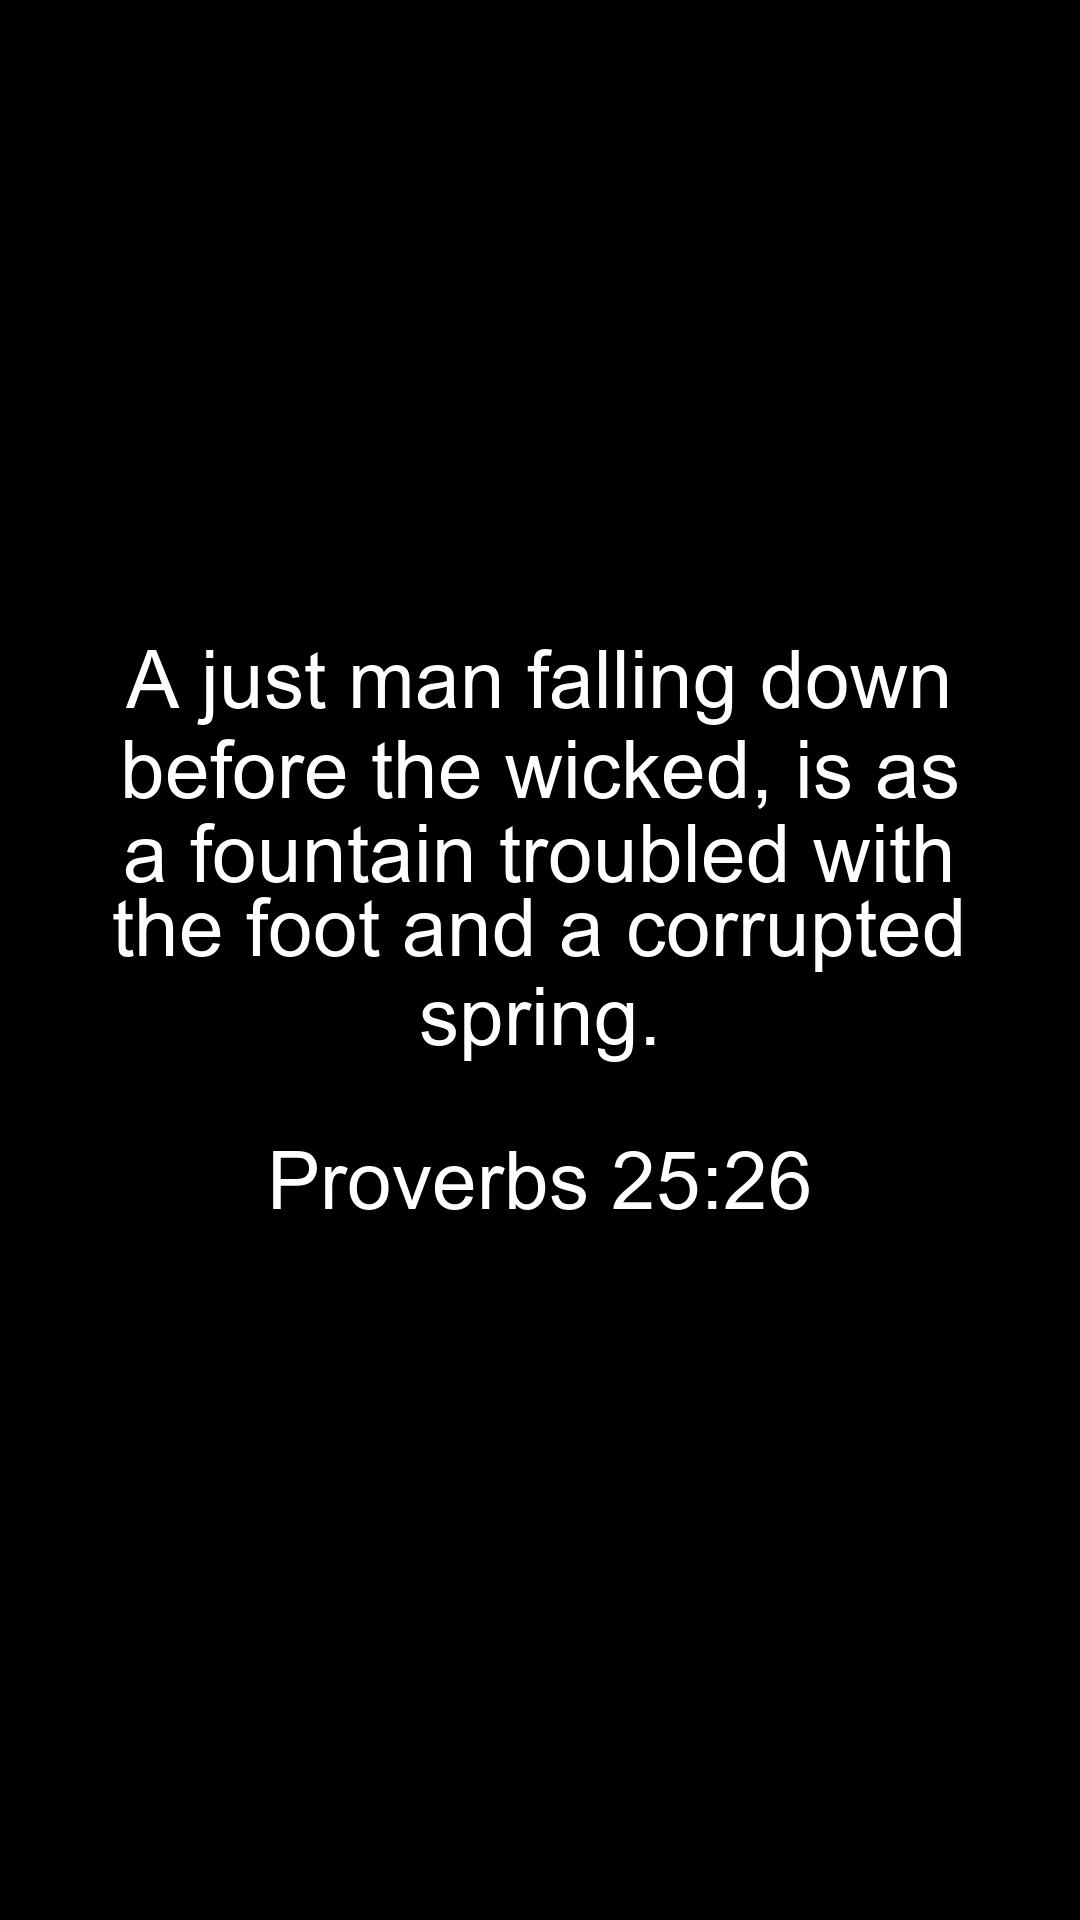 A just man falling down
before the wicked, is as
a fountain troubled with
the foot and a corrupted
spring.
Proverbs 25:26